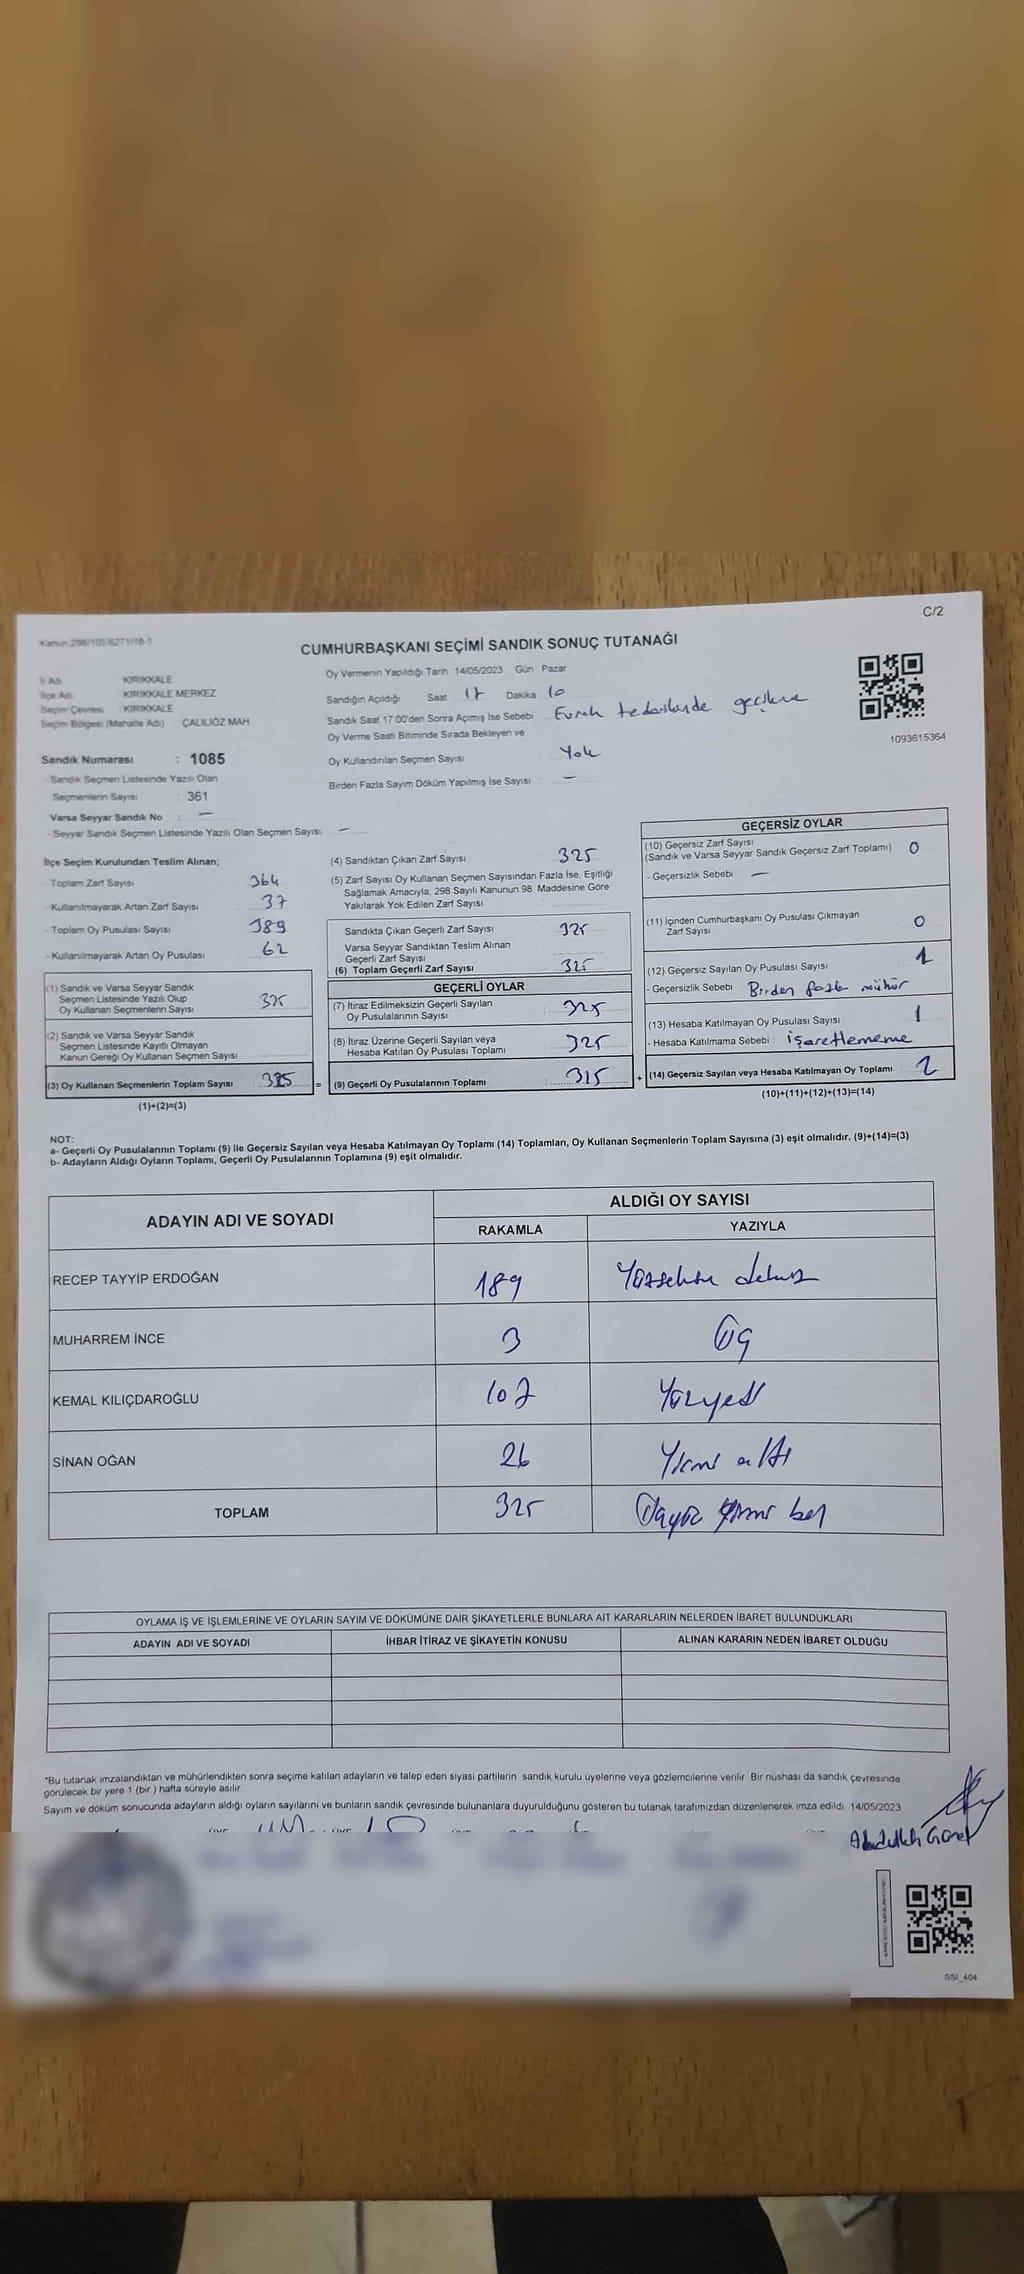 C/2
Kanun:298/105-6271/18-1
CUMHURBAŞKANI SEÇİMİ SANDIK SONUÇ TUTANAĞI
İl Adı : KIRIKKALE
İlçe Adı : KIRIKKALE MERKEZ
Seçim Çevresi : KIRIKKALE
Seçim Bölgesi (Mahalle Adı) : ÇALILIÖZ MAH.
Sandık Numarası : 1085
- Sandık Seçmen Listesinde Yazılı Olan
Seçmenlerin Sayısı : 361
Varsa Seyyar Sandık No : —
- Seyyar Sandık Seçmen Listesinde Yazılı Olan Seçmen Sayısı: —
Oy Vermenin Yapıldığı Tarih: 14/05/2023 Gün : Pazar
Sandığın Açıldığı Saat 17 Dakika 10
Sandık Saat 17:00'den Sonra Açımış İse Sebebi Evrak gecikme
Oy Verme Saati Bitiminde Sırada Bekleyen ve
Oy Kullandırılan Seçmen Sayısı Yok
Birden Fazla Sayım Döküm Yapılmış İse Sayısı : —
1093615364
İlçe Seçim Kurulundan Teslim Alınan;
- Toplam Zarf Sayısı 364
- Kullanılmayarak Artan Zarf Sayısı 37
- Toplam Oy Pusulası Sayısı 389
- Kullanılmayarak Artan Oy Pusulası 62
(1) Sandık ve Varsa Seyyar Sandık
Seçmen Listesinde Yazılı Olup
Oy Kullanan Seçmenlerin Sayısı 325
(2) Sandık ve Varsa Seyyar Sandık
Seçmen Listesinde Kayıtlı Olmayan
Kanun Gereği Oy Kullanan Seçmen Sayısı
(3) Oy Kullanan Seçmenlerin Toplam Sayısı 325 =
(1)+(2)=(3)
(4) Sandıktan Çıkan Zarf Sayısı 325
(5) Zarf Sayısı Oy Kullanan Seçmen Sayısından Fazla İse, Eşitliği
Sağlamak Amacıyla; 298 Sayılı Kanunun 98. Maddesine Göre
Yakılarak Yok Edilen Zarf Sayısı :
Sandıkta Çıkan Geçerli Zarf Sayısı 325
Varsa Seyyar Sandıktan Teslim Alınan
Geçerli Zarf Sayısı
(6) Toplam Geçerli Zarf Sayısı 325
GEÇERLİ OYLAR
(7) İtiraz Edilmeksizin Geçerli Sayılan
Oy Pusulalarının Sayısı : 325
(8) İtiraz Üzerine Geçerli Sayılan veya
Hesaba Katılan Oy Pusulası Toplamı : 325
(9) Geçerli Oy Pusulalarının Toplamı : 325 +
GEÇERSİZ OYLAR
(10) Geçersiz Zarf Sayısı
(Sandık ve Varsa Seyyar Sandık Geçersiz Zarf Toplamı) 0
- Geçersizlik Sebebi —
(11) İçinden Cumhurbaşkanı Oy Pusulası Çıkmayan
Zarf Sayısı 0
(12) Geçersiz Sayılan Oy Pusulası Sayısı 1
- Geçersizlik Sebebi Birden fazla mühür
(13) Hesaba Katılmayan Oy Pusulası Sayısı 1
- Hesaba Katılmama Sebebi : işaretlememe
(14) Geçersiz Sayılan veya Hesaba Katılmayan Oy Toplamı : 2
(10)+(11)+(12)+(13)=(14)
NOT:
a- Geçerli Oy Pusulalarının Toplamı (9) ile Geçersiz Sayılan veya Hesaba Katılmayan Oy Toplamı (14) Toplamları, Oy Kullanan Seçmenlerin Toplam Sayısına (3) eşit olmalıdır. (9)+(14)=(3)
b- Adayların Aldığı Oyların Toplamı, Geçerli Oy Pusulalarının Toplamına (9) eşit olmalıdır.
ADAYIN ADI VE SOYADI ALDIĞI OY SAYISI
RAKAMLA YAZIYLA
RECEP TAYYİP ERDOĞAN 189 Yüzseksen dokuz
MUHARREM İNCE 3 Üç
KEMAL KILIÇDAROĞLU 107 Yüzyedi
SİNAN OĞAN 26 Yirmi altı
TOPLAM 325 Üçyüz yirmi beş
OYLAMA İŞ VE İŞLEMLERİNE VE OYLARIN SAYIM VE DÖKÜMÜNE DAİR ŞİKAYETLERLE BUNLARA AİT KARARLARIN NELERDEN İBARET BULUNDUKLARI
ADAYIN ADI VE SOYADI İHBAR İTİRAZ VE ŞİKAYETİN KONUSU ALINAN KARARIN NEDEN İBARET OLDUĞU
*Bu tutanak imzalandıktan ve mühürlendikten sonra seçime katılan adayların ve talep eden siyasi partilerin sandık kurulu üyelerine veya gözlemcilerine verilir. Bir nüshası da sandık çevresinde
görülecek bir yere 1 (bir ) hafta süreyle asılır.
Sayım ve döküm sonucunda adayların aldığı oyların sayılarını ve bunların sandık çevresinde bulunanlara duyurulduğunu gösteren bu tutanak tarafımızdan düzenlenerek imza edildi. 14/05/2023
SSI_404